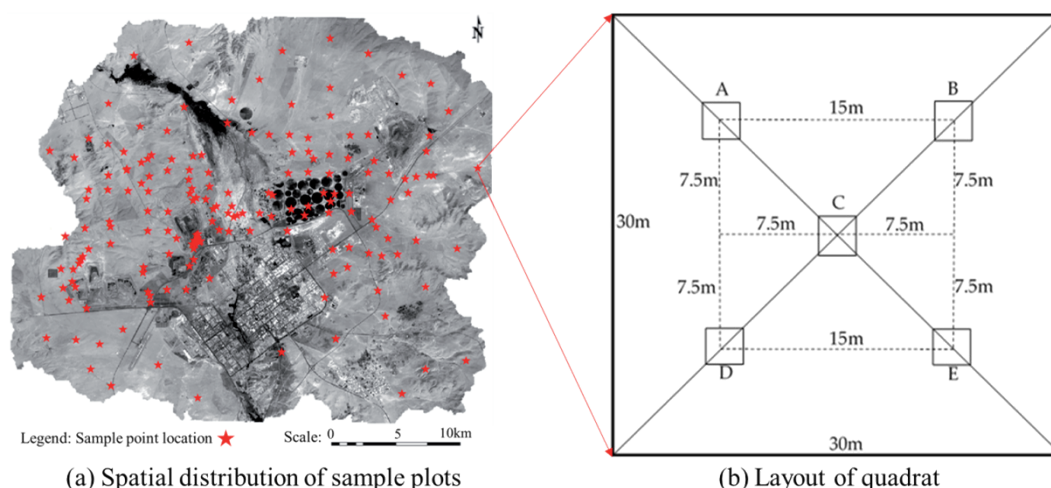 N
Legend: Sample point location
Scale: 0 5 10km
(a) Spatial distribution of sample plots
A
B
15m
7.5m
7.5m
C
7.5m
7.5m
30m
7.5m
7.5m
15m
D
E
30m
(b) Layout of quadrat